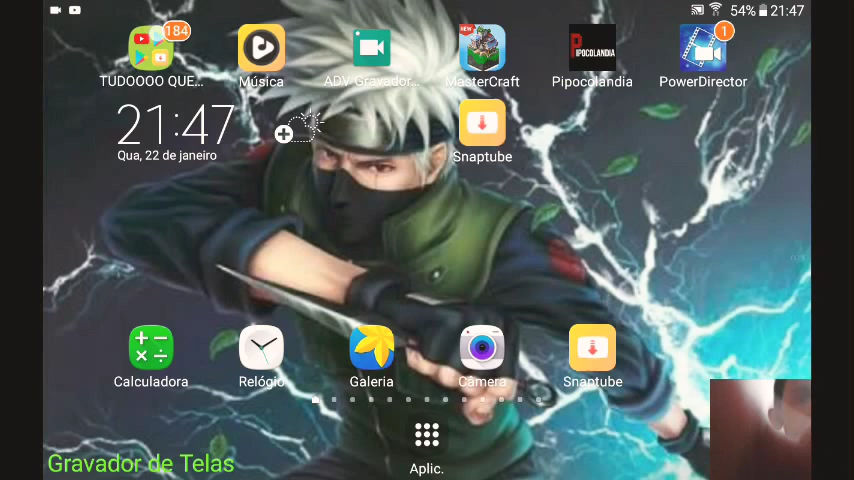 54% 21:47
184
NEW
1
PIPOCOLANDIA
TUDOOOO QUE...
Música
ADV Gravador...
MasterCraft
Pipocolandia
PowerDirector
21:47
Qua, 22 de janeiro
Snaptube
Calculadora
Relógio
Galeria
Câmera
Snaptube
Aplic.
Gravador de Telas